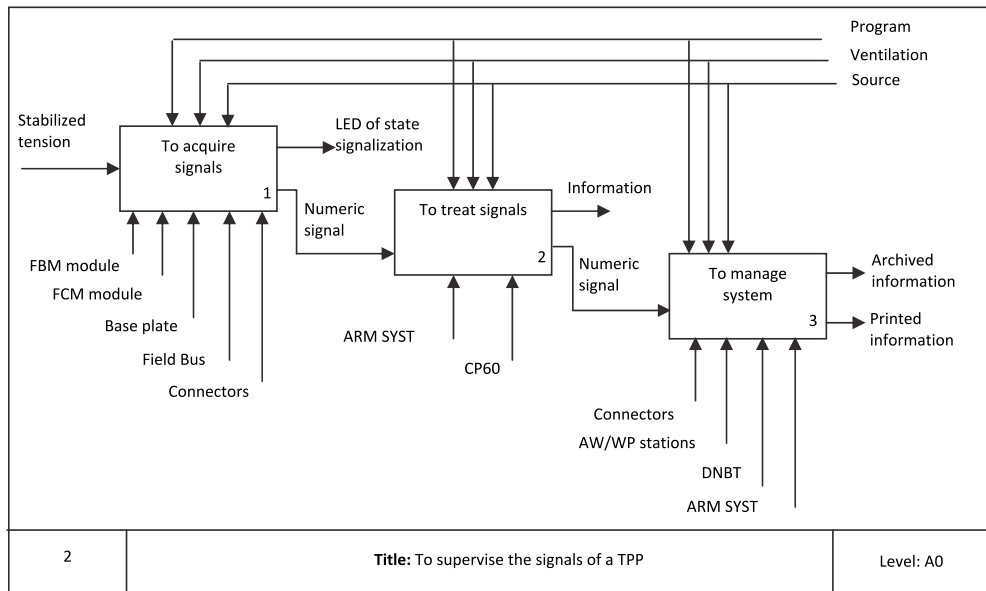 Program
Ventilation
Source
Stabilized
tension
To acquire
signals
1
LED of state
signalization
Numeric
signal
FBM module
FCM module
Base plate
Field Bus
Connectors
To treat signals
2
Information
Numeric
signal
ARM SYST
CP60
To manage
system
3
Archived
information
Printed
information
Connectors
AW/WP stations
DNBT
ARM SYST
2
Title: To supervise the signals of a TPP
Level: A0